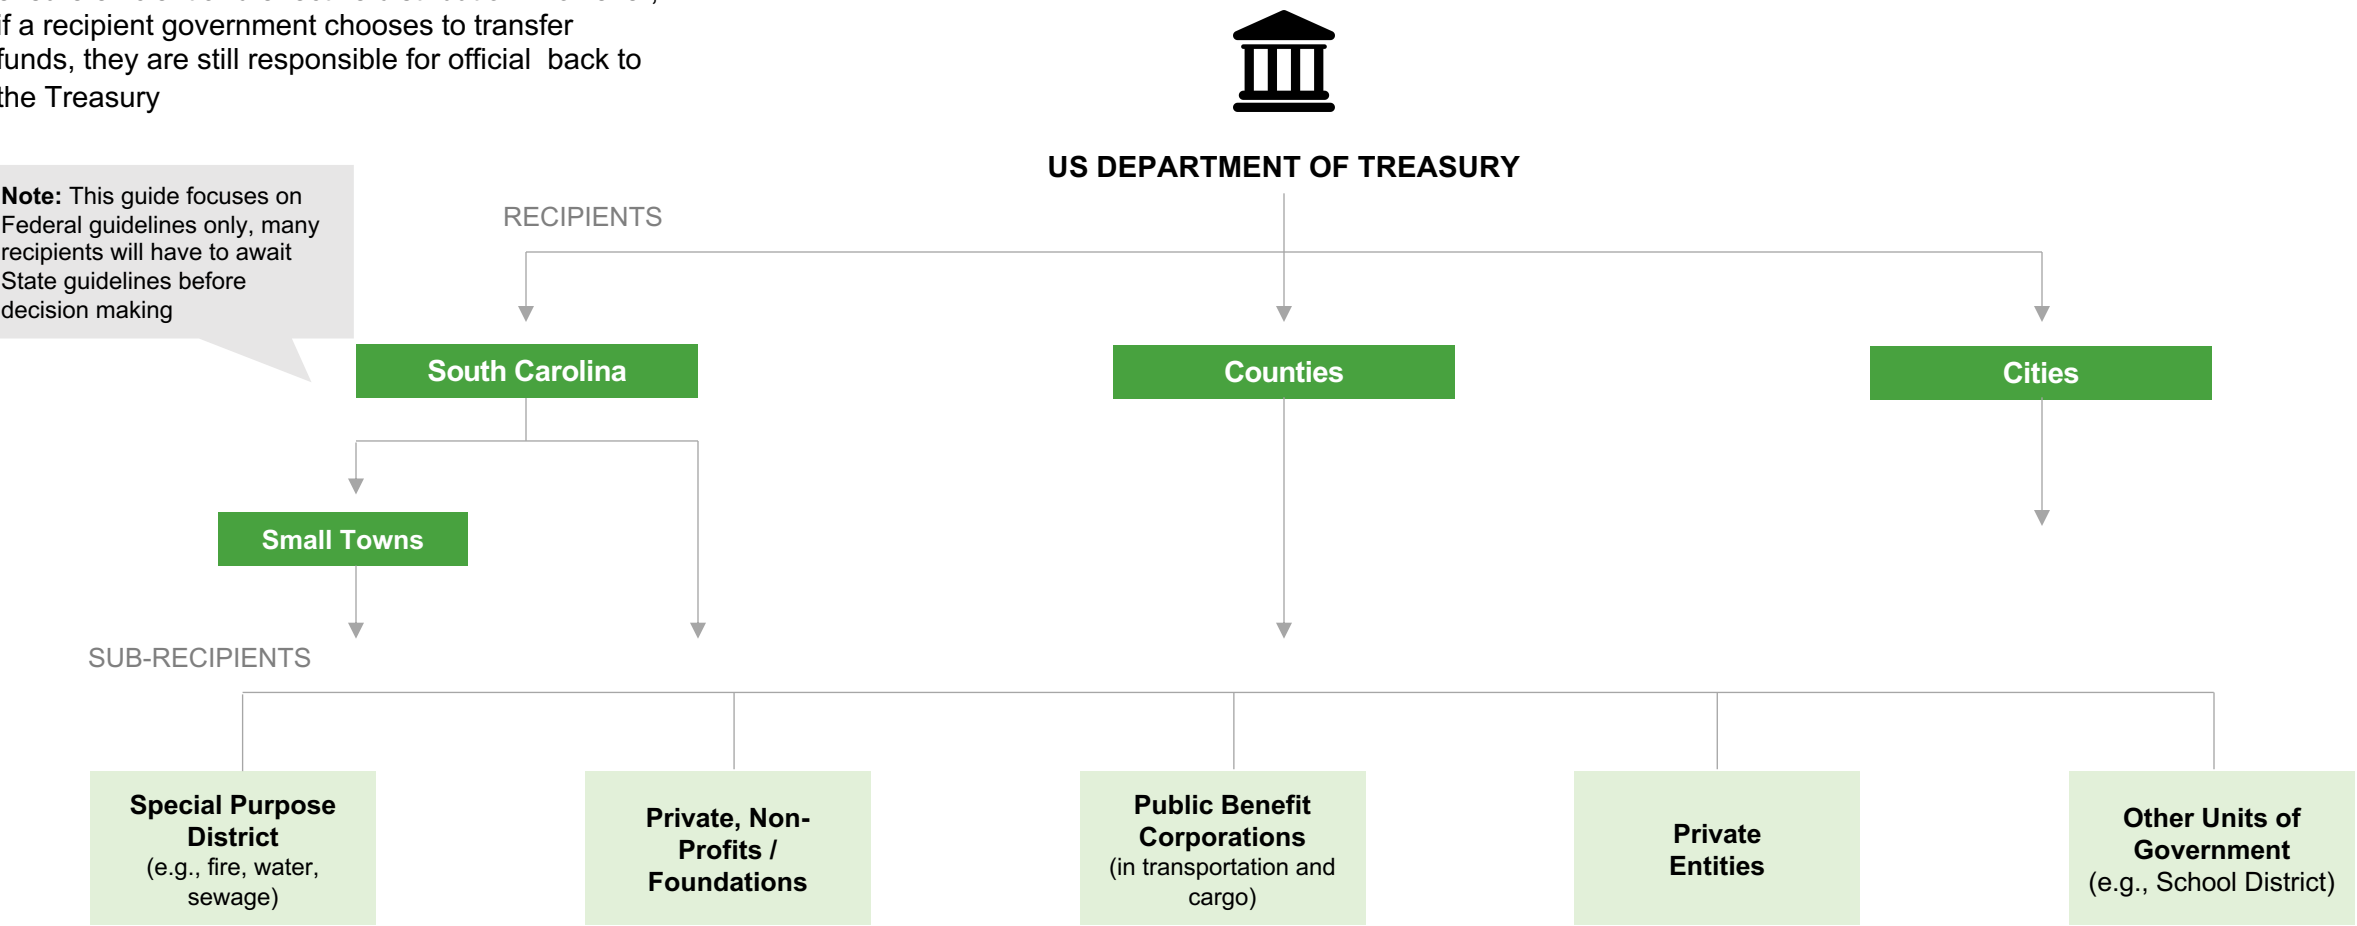 if a recipient government chooses to transfer
funds, they are still responsible for official  back to
the Treasury
US DEPARTMENT OF TREASURY
Note: This guide focuses on
Federal guidelines only, many
recipients will have to await
State guidelines before
decision making
RECIPIENTS
South Carolina
Counties
Cities
Small Towns
SUB-RECIPIENTS
Special Purpose
District
(e.g., fire, water,
sewage)
Private, Non-
Profits /
Foundations
Public Benefit
Corporations
(in transportation and
cargo)
Private
Entities
Other Units of
Government
(e.g., School District)